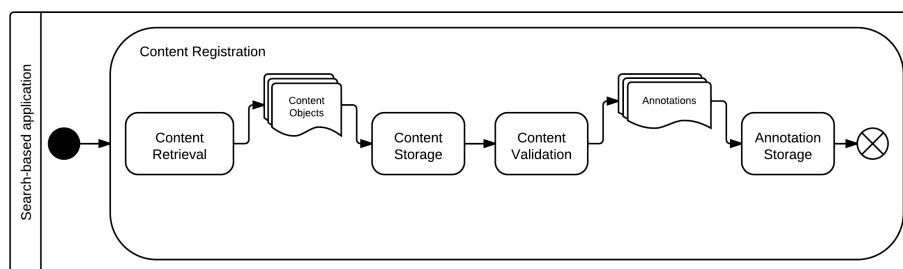 Search-based application
Content Registration
Content
Retrieval
Content
Objects
Content
Storage
Content
Validation
Annotations
Annotation
Storage